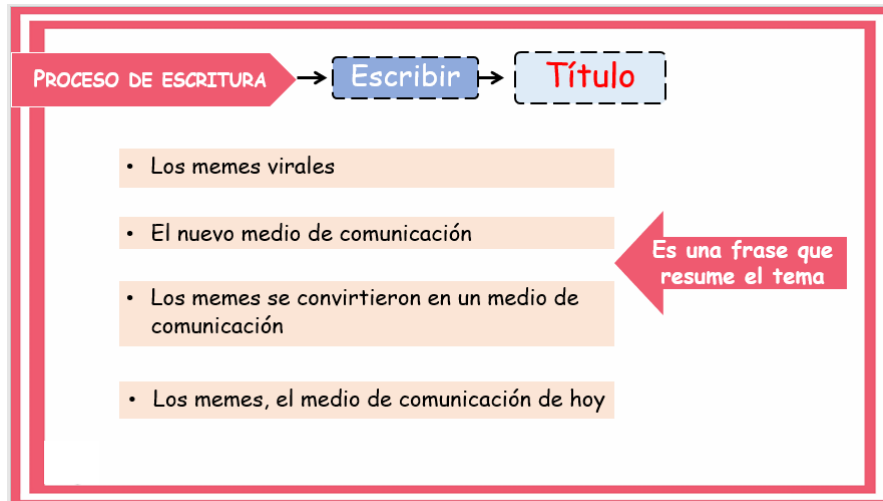 PROCESO DE ESCRITURA
Escribir
Título
• Los memes virales
• El nuevo medio de comunicación
• Los memes se convirtieron en un medio de
comunicación
• Los memes, el medio de comunicación de hoy
Es una frase que
resume el tema